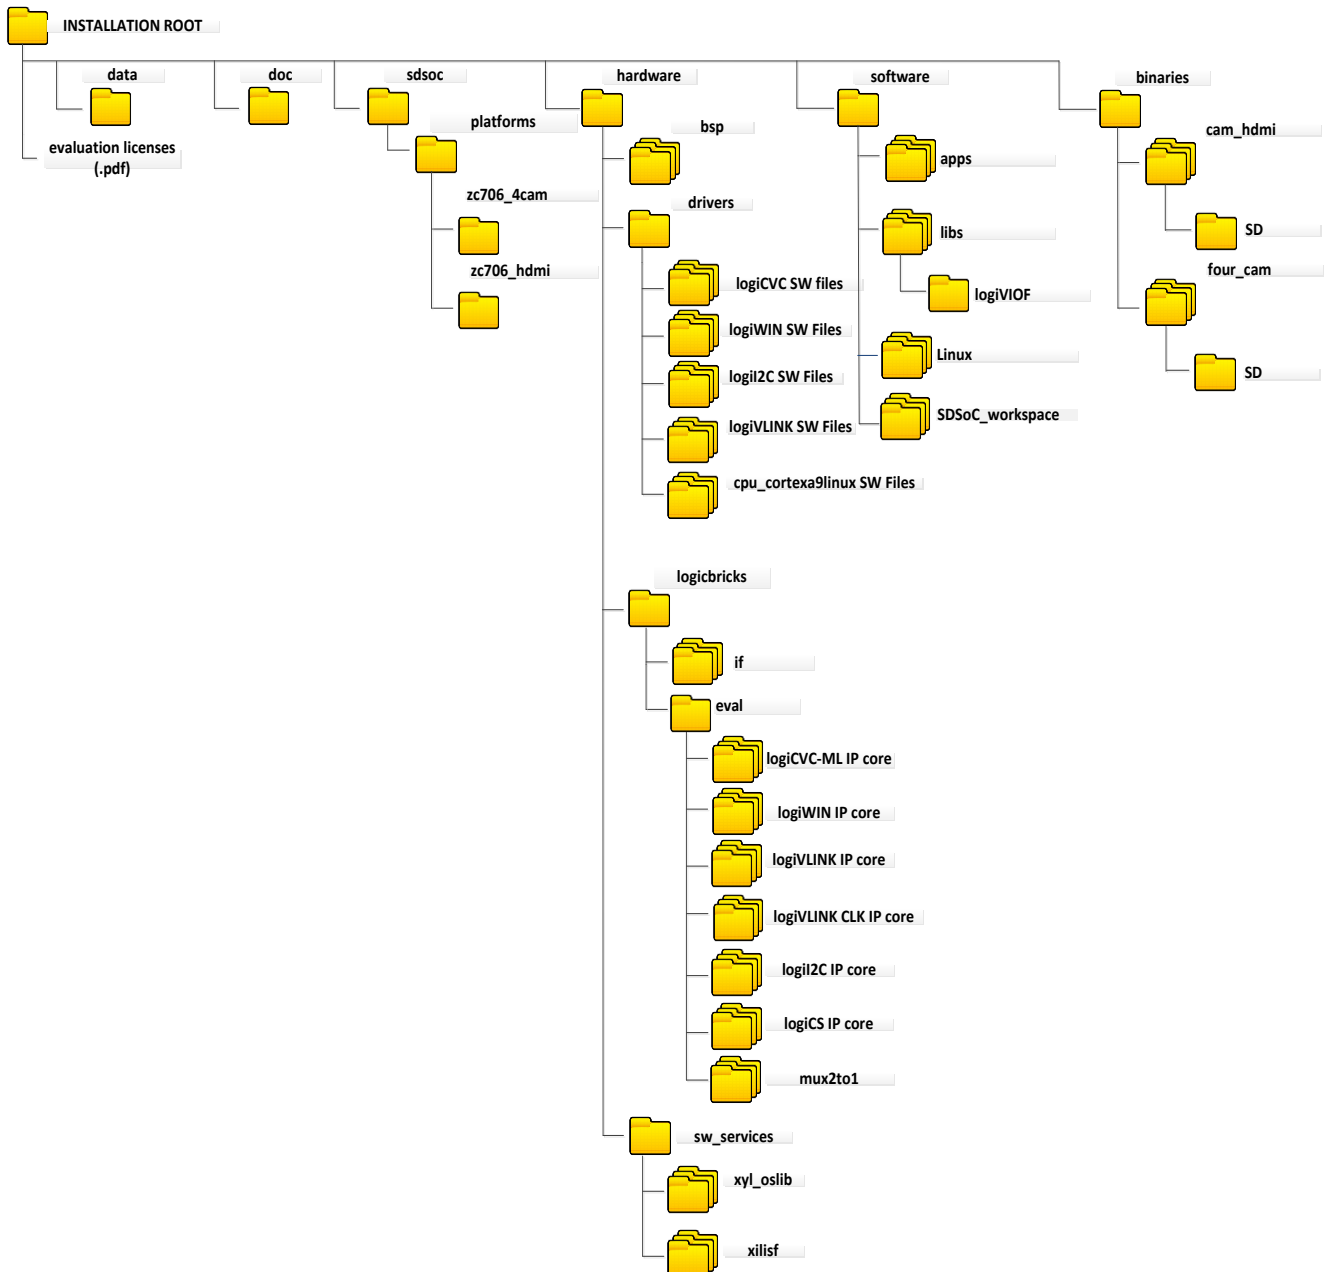 INSTALLATION ROOT
data
doc
sdsoc
hardware
software
binaries
evaluation licenses
(.pdf)
platforms
zc706_4cam
zc706_hdmi
bsp
drivers
logiCVC SW files
logiWIN SW Files
logiI2C SW Files
logiVLINK SW Files
cpu_cortexa9linux SW Files
logicbricks
if
eval
logiCVC-ML IP core
logiWIN IP core
logiVLINK IP core
logiVLINK CLK IP core
logiI2C IP core
logiCS IP core
mux2to1
sw_services
xyl_oslib
xilisf
apps
libs
logiVIOF
Linux
SDSoC_workspace
cam_hdmi
SD
four_cam
SD